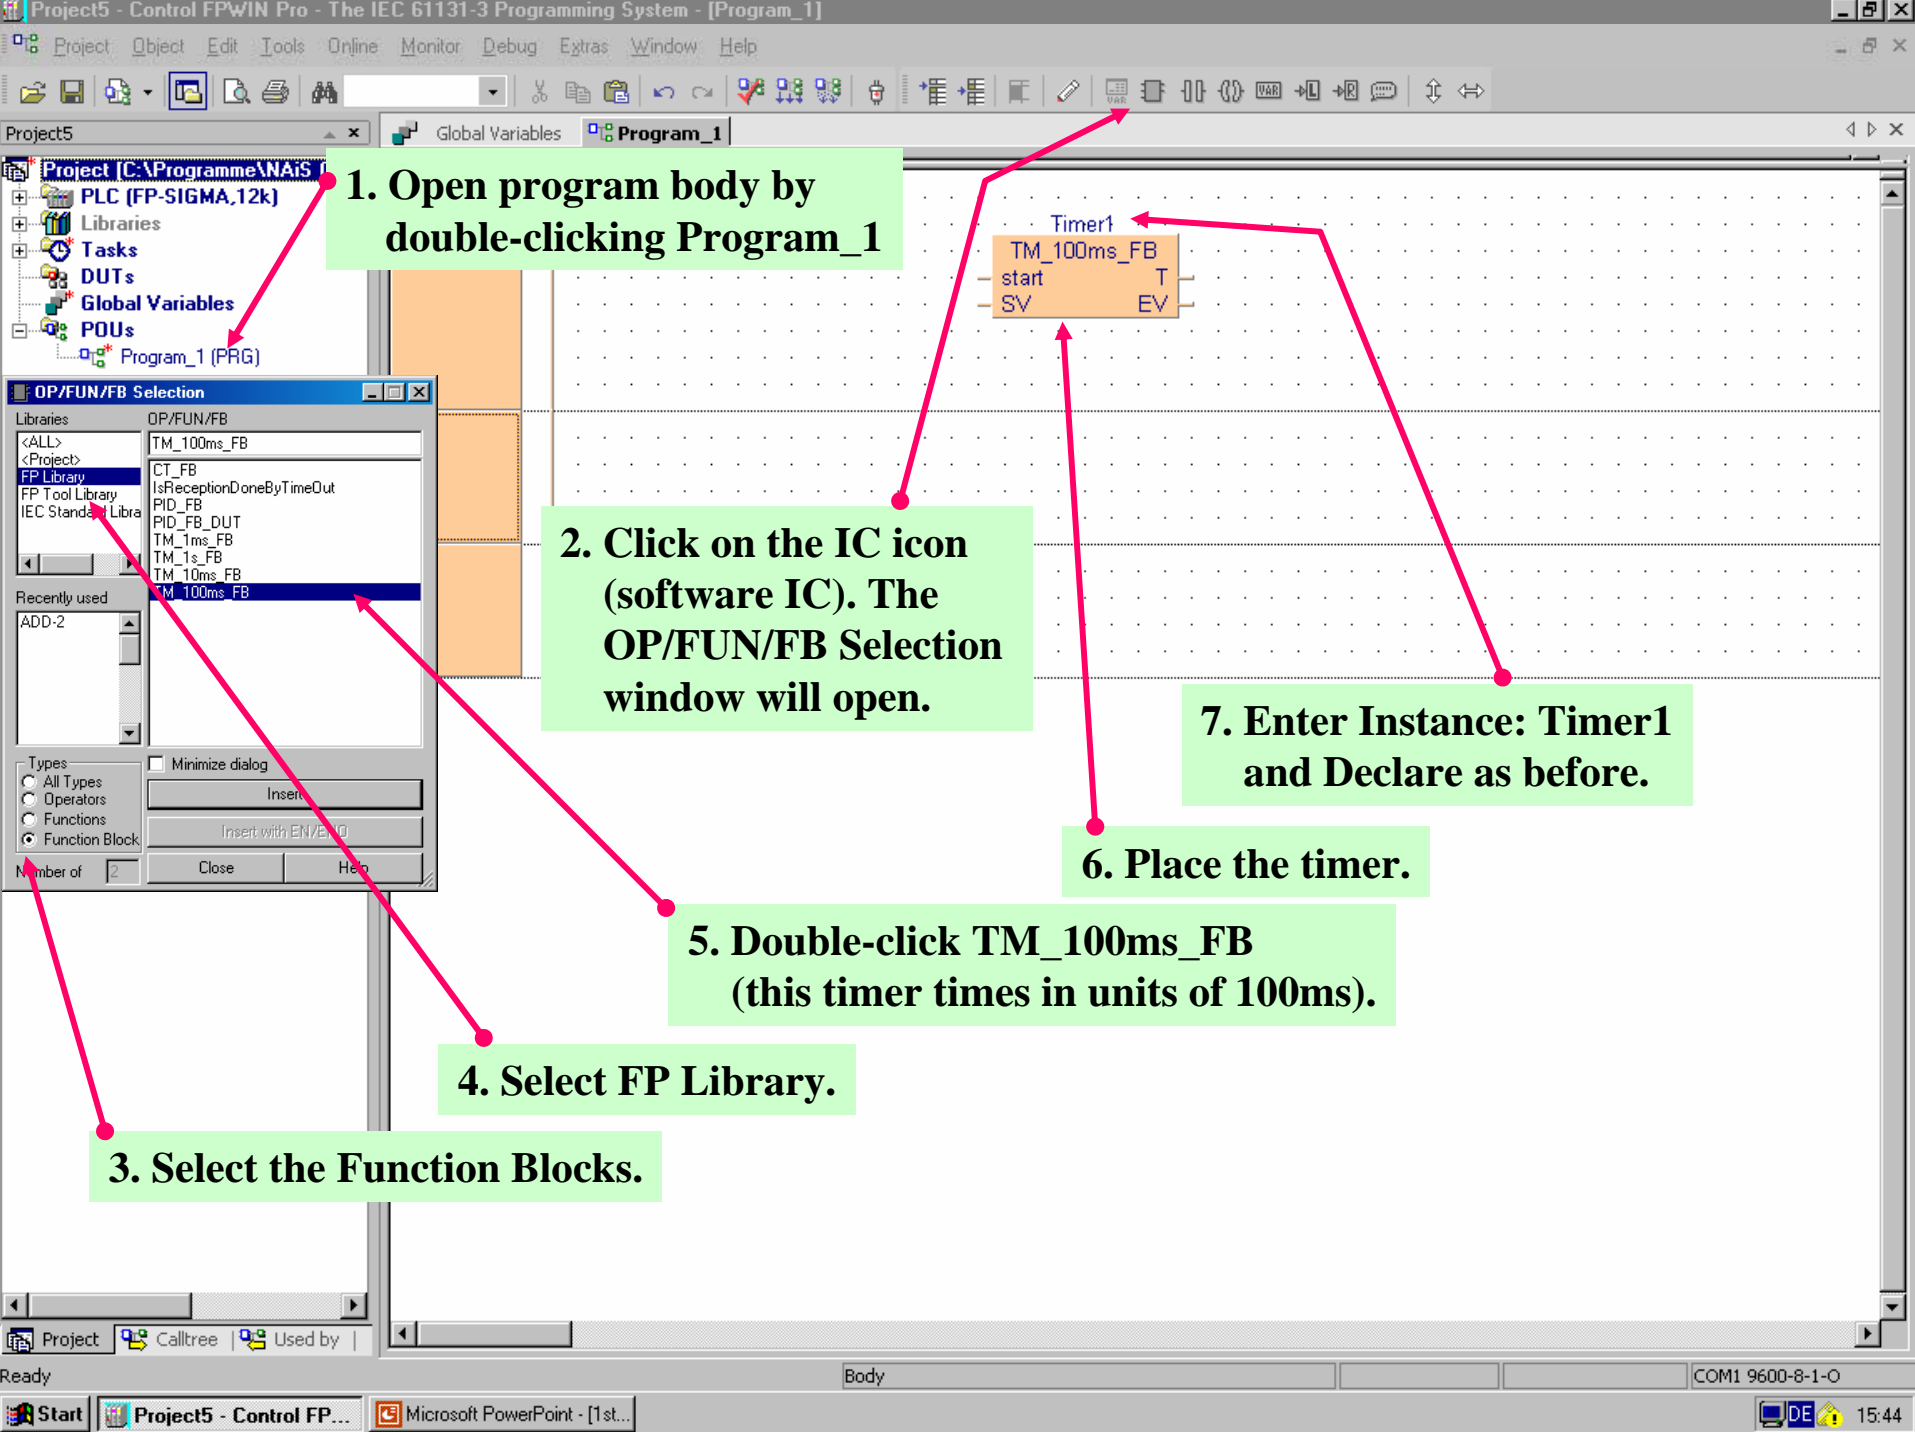 Project5 - Control FPWIN Pro - The IEC 61131-3 Programming System - [Program_1]
Project Object Edit Tools Online Monitor Debug Extras Window Help
VAR VAR L R
Project5
Global Variables
Program_1
Project [C:\Programme\NAiS
PLC (FP-SIGMA,12k)
Libraries
Tasks
DUTs
Global Variables
POUs
Program_1 (PRG)
1. Open program body by
double-clicking Program_1
Timer1
TM_100ms_FB
start T
SV EV
OP/FUN/FB Selection
Libraries
OP/FUN/FB
<ALL>
<Project>
FP Library
FP Tool Library
IEC Standard Libra
TM_100ms_FB
CT_FB
IsReceptionDoneByTimeOut
PID_FB
PID_FB_DUT
TM_1ms_FB
TM_1s_FB
TM_10ms_FB
TM_100ms_FB
Recently used
ADD-2
Types
All Types
Operators
Functions
Function Block
Number of 2
Minimize dialog
Insert
Insert with EN/ENO
Close
Help
2. Click on the IC icon
(software IC). The
OP/FUN/FB Selection
window will open.
7. Enter Instance: Timer1
and Declare as before.
6. Place the timer.
5. Double-click TM_100ms_FB
(this timer times in units of 100ms).
4. Select FP Library.
3. Select the Function Blocks.
Project Calltree Used by
Ready
Body
COM1 9600-8-1-O
Start
Project5 - Control FP...
Microsoft PowerPoint - [1st...
DE
15:44